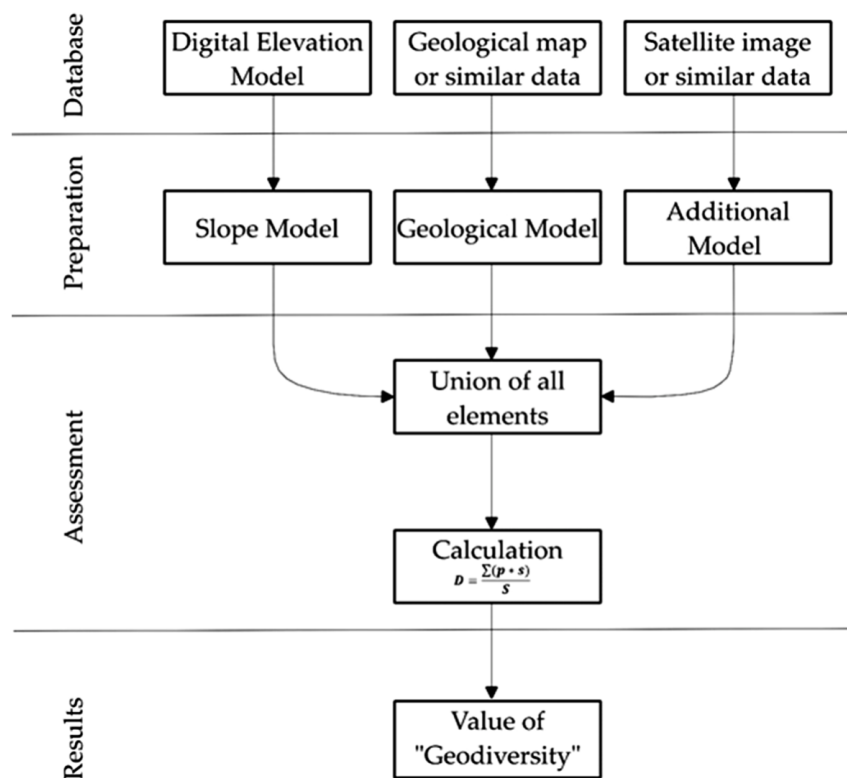 Database
Digital Elevation
Model
Geological map
or similar data
Satellite image
or similar data
Preparation
Slope Model
Geological Model
Additional
Model
Assessment
Union of all
elements
Calculation
D = ∑(p * s) / S
Results
Value of
"Geodiversity"